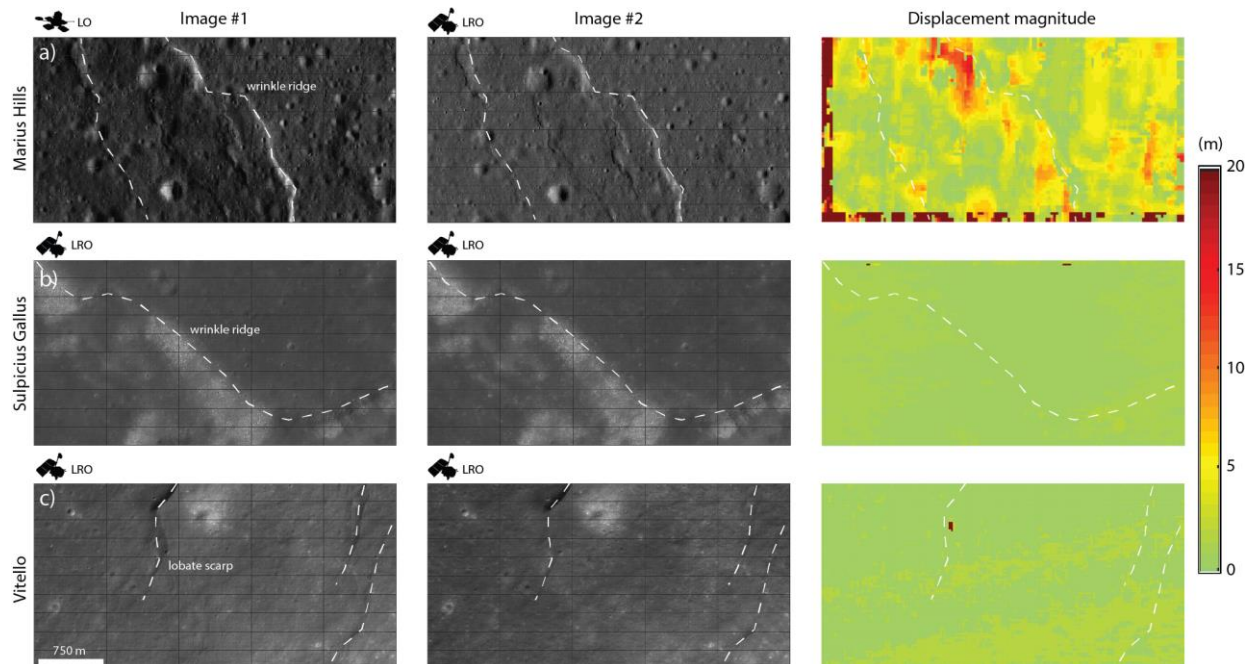 Image #1 Image #2 Displacement magnitude
LO LRO
a)
wrinkle ridge
Marius Hills
(m)
20
15
10
5
0
LRO LRO
b)
wrinkle ridge
Sulpicius Gallus
LRO LRO
c)
lobate scarp
Vitello
750 m